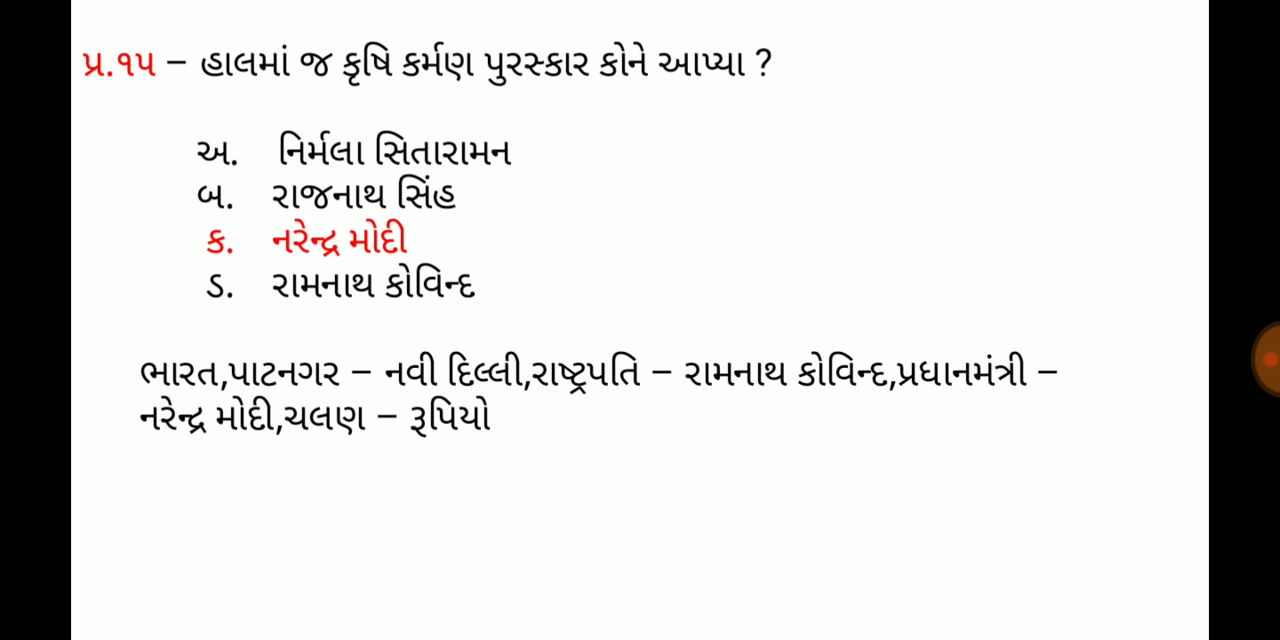 પ્ર.૧૫ – હાલમાં જ કૃષિ કર્મણ પુરસ્કાર કોને આપ્યા ?
અ. નિર્મલા સિતારામન
બ. રાજનાથ સિંહ
ક. નરેન્દ્ર મોદી
ડ. રામનાથ કોવિન્દ
ભારત,પાટનગર – નવી દિલ્લી,રાષ્ટ્રપતિ – રામનાથ કોવિન્દ,પ્રધાનમંત્રી –
નરેન્દ્ર મોદી,ચલણ – રૂપિયો